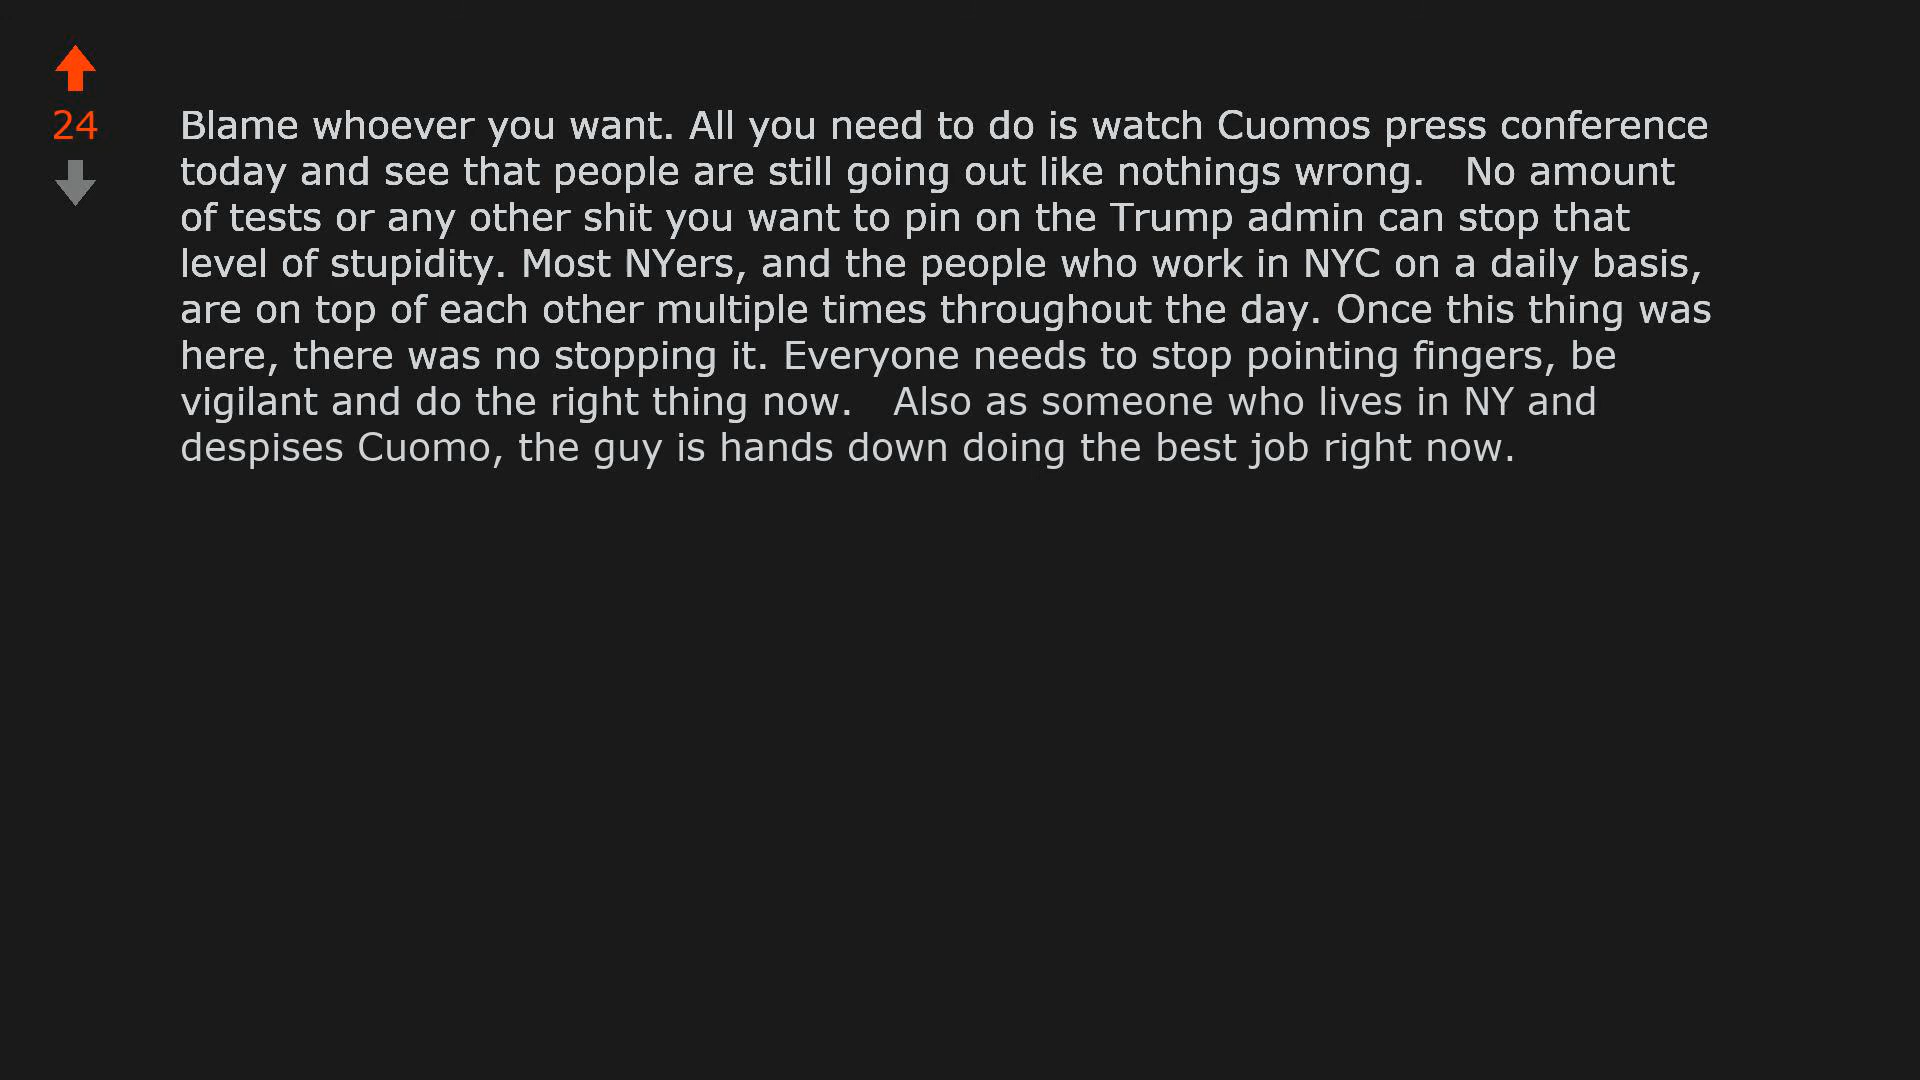 24
Blame whoever you want. All you need to do is watch Cuomos press conference
today and see that people are still going out like nothings wrong.   No amount
of tests or any other shit you want to pin on the Trump admin can stop that
level of stupidity. Most NYers, and the people who work in NYC on a daily basis,
are on top of each other multiple times throughout the day. Once this thing was
here, there was no stopping it. Everyone needs to stop pointing fingers, be
vigilant and do the right thing now.   Also as someone who lives in NY and
despises Cuomo, the guy is hands down doing the best job right now.